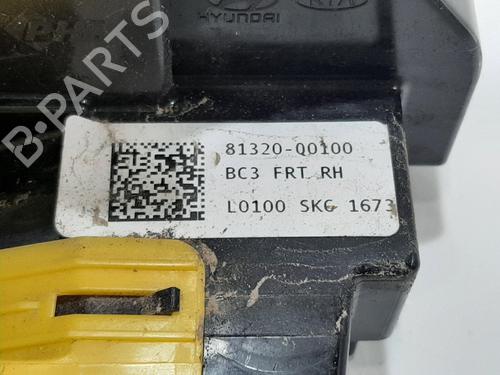 HYUNDAI
KIA
81320-Q0100
BC3 FRT RH
L0100 SKG 1673
B-PARTS